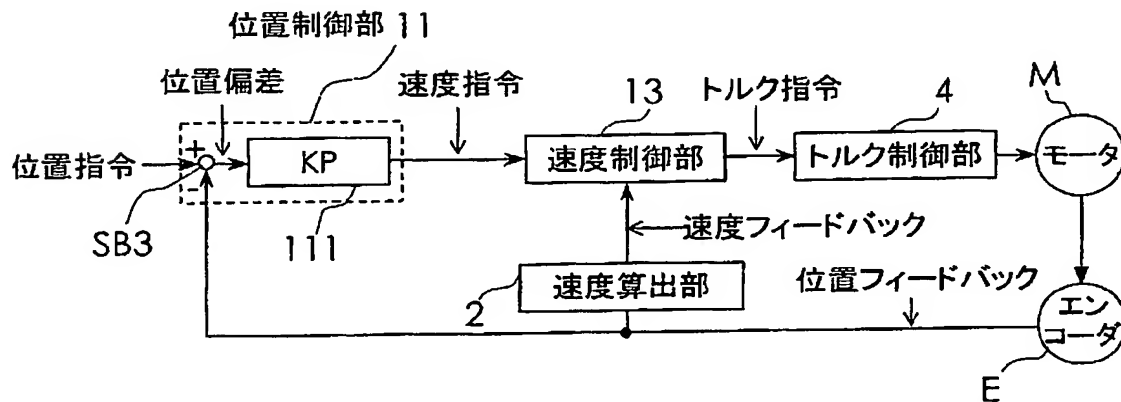 位置制御部 11
位置偏差
速度指令
13
トルク指令
4
M
位置指令
+
-
KP
速度制御部
トルク制御部
モータ
SB3
111
速度フィードバック
2
速度算出部
位置フィードバック
エン
コーダ
E